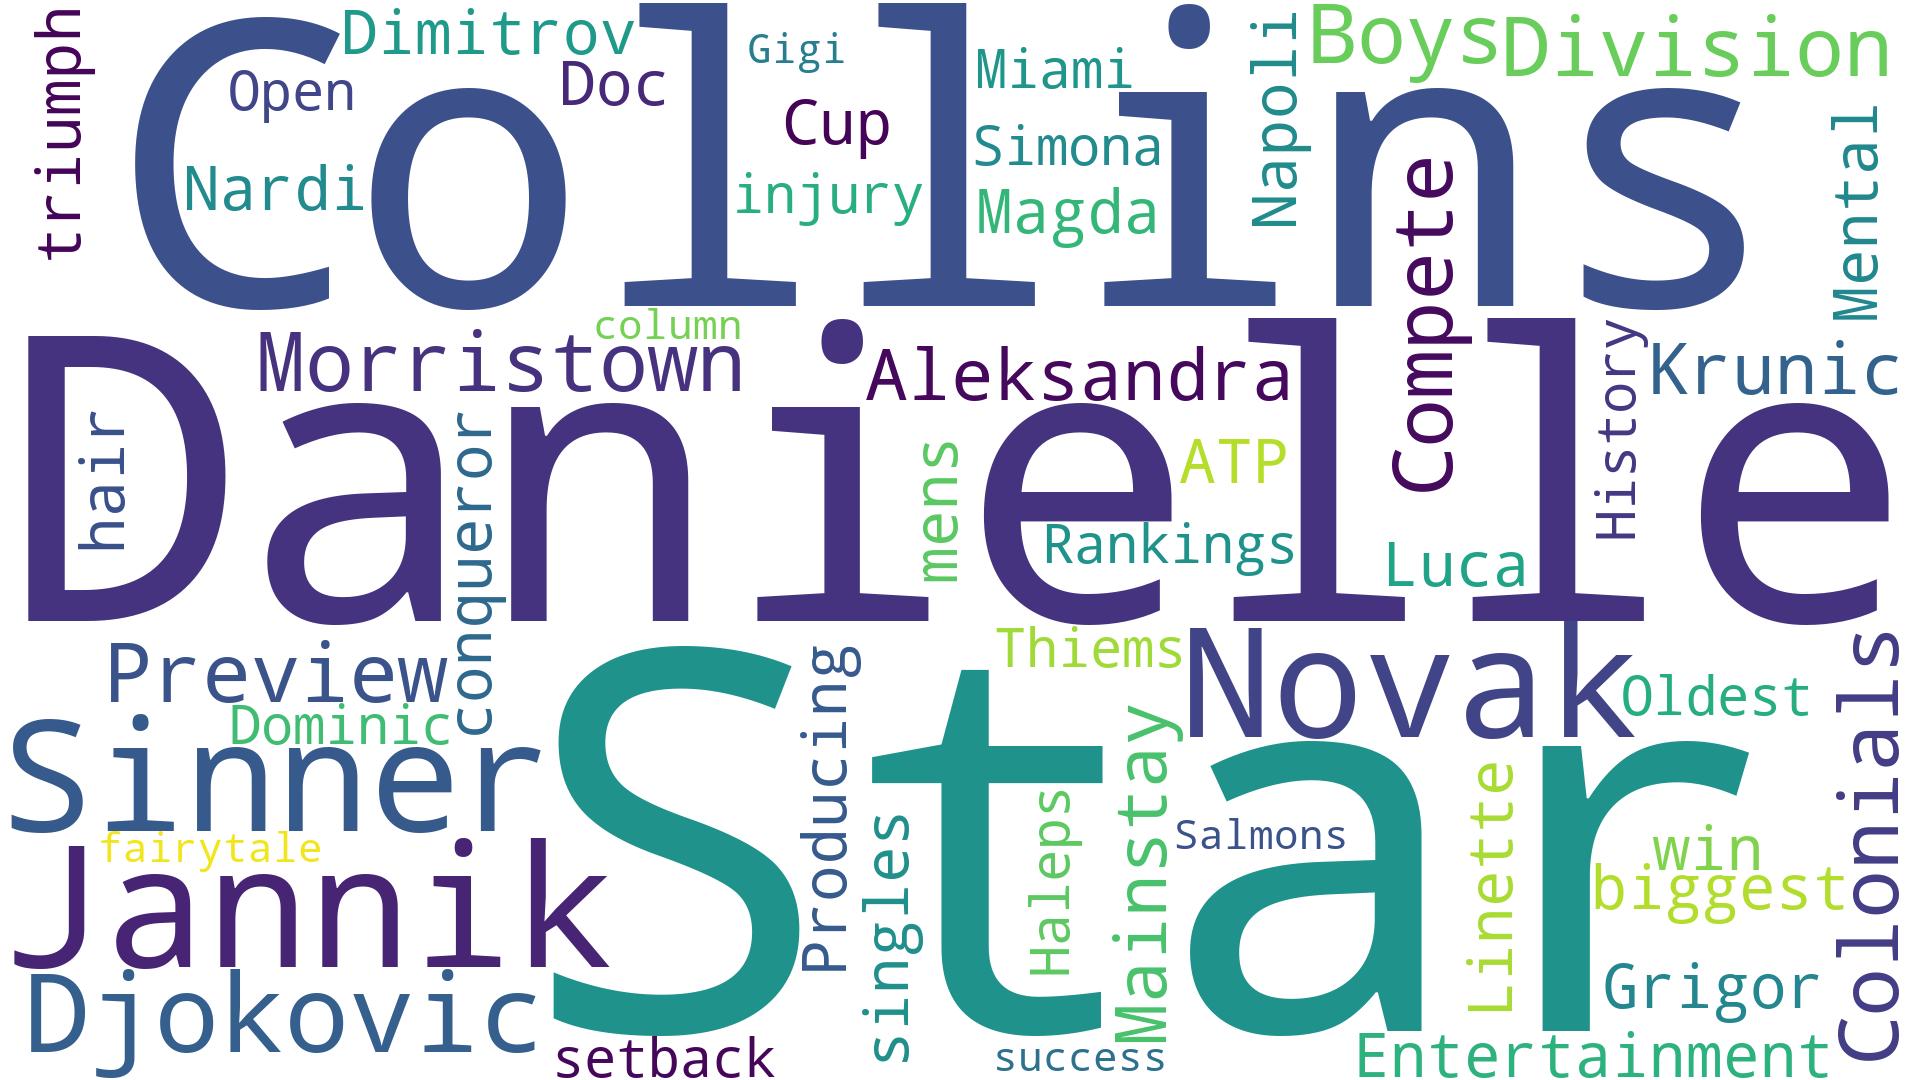 triumph
Collins
Dimitrov
Open
Doc
Nardi
Gigi
Cup
injury
Miami
Simona
Magda
Napoli
Boys
Division
Mental
Compete
column
Morristown
Danielle
Aleksandra
History
Krunic
hair
conqueror
mens
ATP
Rankings
Luca
Preview
Dominic
Sinner
Star
Producing
Thiems
Novak
Oldest
Colonials
fairytale
Jannik
singles
Haleps
Mainstay
Salmons
Linette
win
biggest
Djokovic
Grigor
setback
success
Entertainment